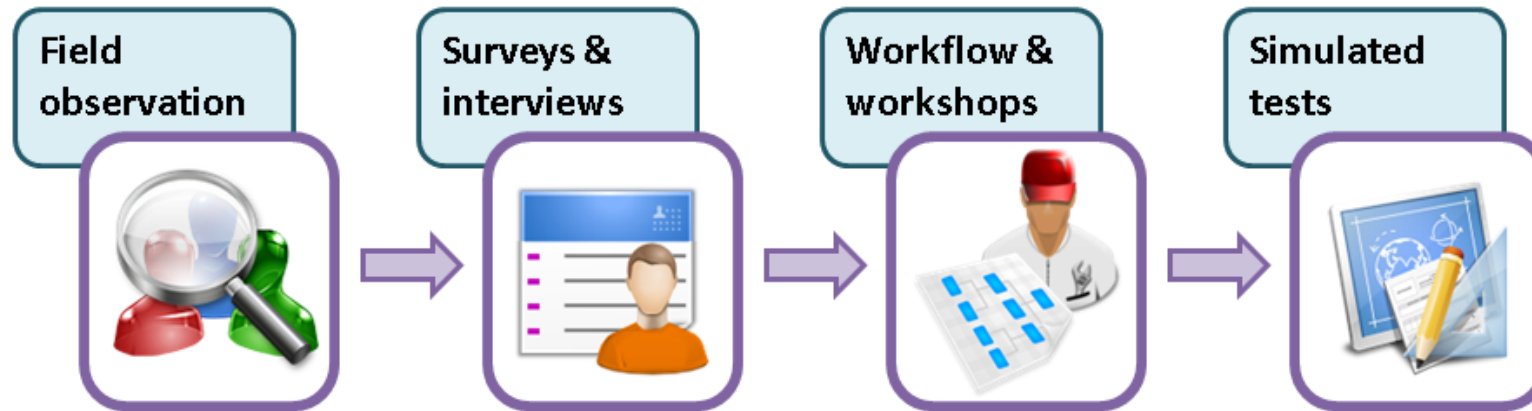 Field
observation
Surveys &
interviews
Workflow &
workshops
Simulated
tests